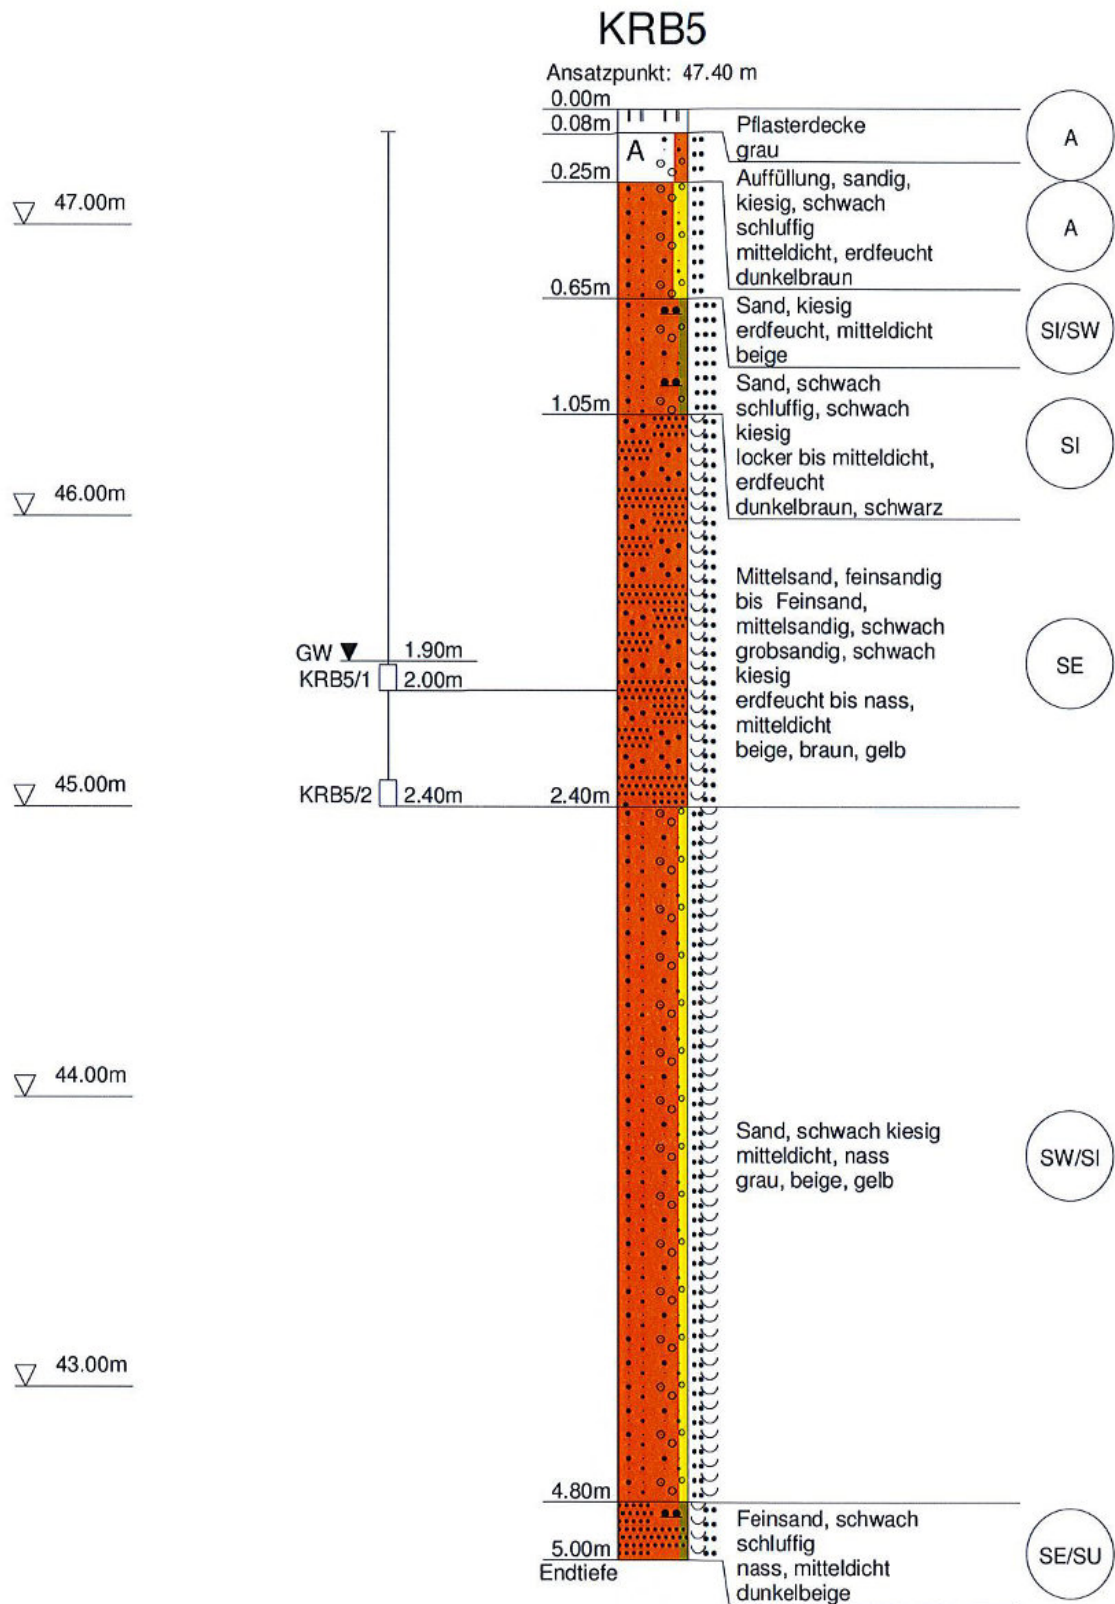 KRB5
Ansatzpunkt: 47.40 m
0.00m
0.08m
Pflasterdecke
grau
A
A
0.25m
Auffüllung, sandig,
kiesig, schwach
schluffig
mitteldicht, erdfeucht
dunkelbraun
A
47.00m
0.65m
Sand, kiesig
erdfeucht, mitteldicht
beige
SI/SW
Sand, schwach
schluffig, schwach
kiesig
locker bis mitteldicht,
erdfeucht
dunkelbraun, schwarz
SI
1.05m
46.00m
Mittelsand, feinsandig
bis Feinsand,
mittelsandig, schwach
grobsandig, schwach
kiesig
erdfeucht bis nass,
mitteldicht
beige, braun, gelb
SE
GW 1.90m
KRB5/1 2.00m
45.00m
KRB5/2 2.40m
2.40m
44.00m
Sand, schwach kiesig
mitteldicht, nass
grau, beige, gelb
SW/SI
43.00m
4.80m
Feinsand, schwach
schluffig
nass, mitteldicht
dunkelbeige
SE/SU
5.00m
Endtiefe